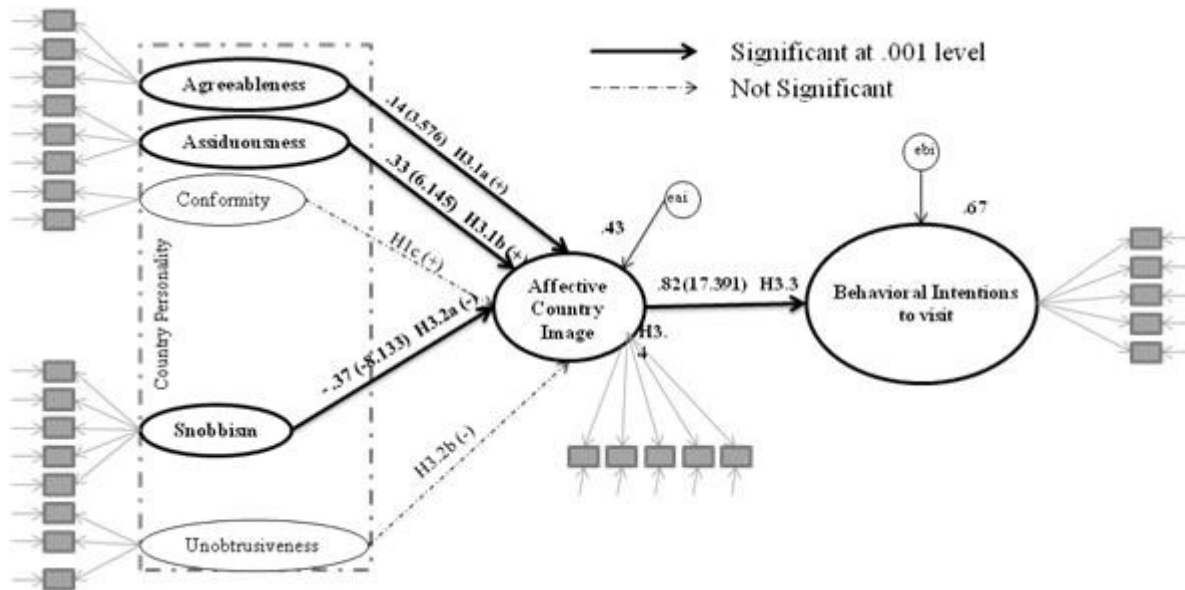 Significant at .001 level
Not Significant
Country Personality
Agreeableness
Assiduousness
Conformity
Snobbism
Unobtrusiveness
.14(3.576) H3.1a (+)
.33 (6.145) H3.1b (+)
H1c (+)
-.37 (-8.133) H3.2a (-)
H3.2b (-)
eai
.43
Affective
Country
Image
H3.
4
.82(17.391) H3.3
ebi
.67
Behavioral Intentions
to visit